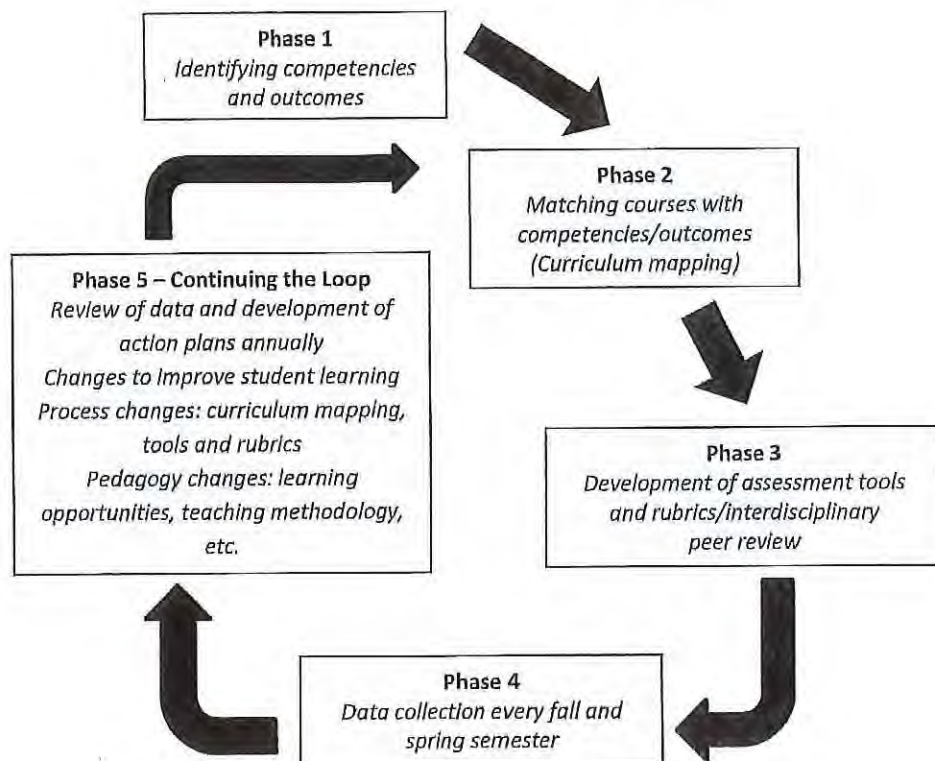 Phase 1
Identifying competencies
and outcomes
Phase 2
Matching courses with
competencies/outcomes
(Curriculum mapping)
Phase 3
Development of assessment tools
and rubrics/interdisciplinary
peer review
Phase 4
Data collection every fall and
spring semester
Phase 5 – Continuing the Loop
Review of data and development of
action plans annually
Changes to Improve student learning
Process changes: curriculum mapping,
tools and rubrics
Pedagogy changes: learning
opportunities, teaching methodology,
etc.